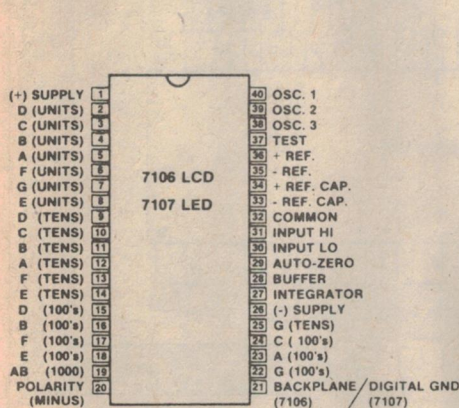 (+) SUPPLY 1
D (UNITS) 2
C (UNITS) 3
B (UNITS) 4
A (UNITS) 5
F (UNITS) 6
G (UNITS) 7
E (UNITS) 8
D (TENS) 9
C (TENS) 10
B (TENS) 11
A (TENS) 12
F (TENS) 13
E (TENS) 14
D (100's) 15
B (100's) 16
F (100's) 17
E (100's) 18
AB (1000) 19
POLARITY 20
(MINUS)
7106 LCD
7107 LED
40 OSC. 1
39 OSC. 2
38 OSC. 3
37 TEST
36 + REF.
35 - REF.
34 + REF. CAP.
33 - REF. CAP.
32 COMMON
31 INPUT HI
30 INPUT LO
29 AUTO-ZERO
28 BUFFER
27 INTEGRATOR
26 (-) SUPPLY
25 G (TENS)
24 C ( 100's)
23 A (100's)
22 G (100's)
21 BACKPLANE/DIGITAL GND
(7106) (7107)